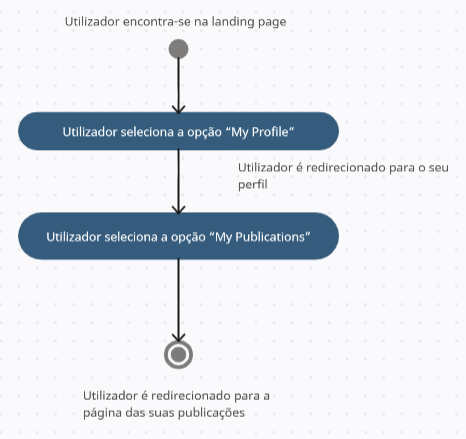 Utilizador encontra-se na landing page
Utilizador seleciona a opção “My Profile”
Utilizador é redirecionado para o seu
perfil
Utilizador seleciona a opção “My Publications”
Utilizador é redirecionado para a
página das suas publicações